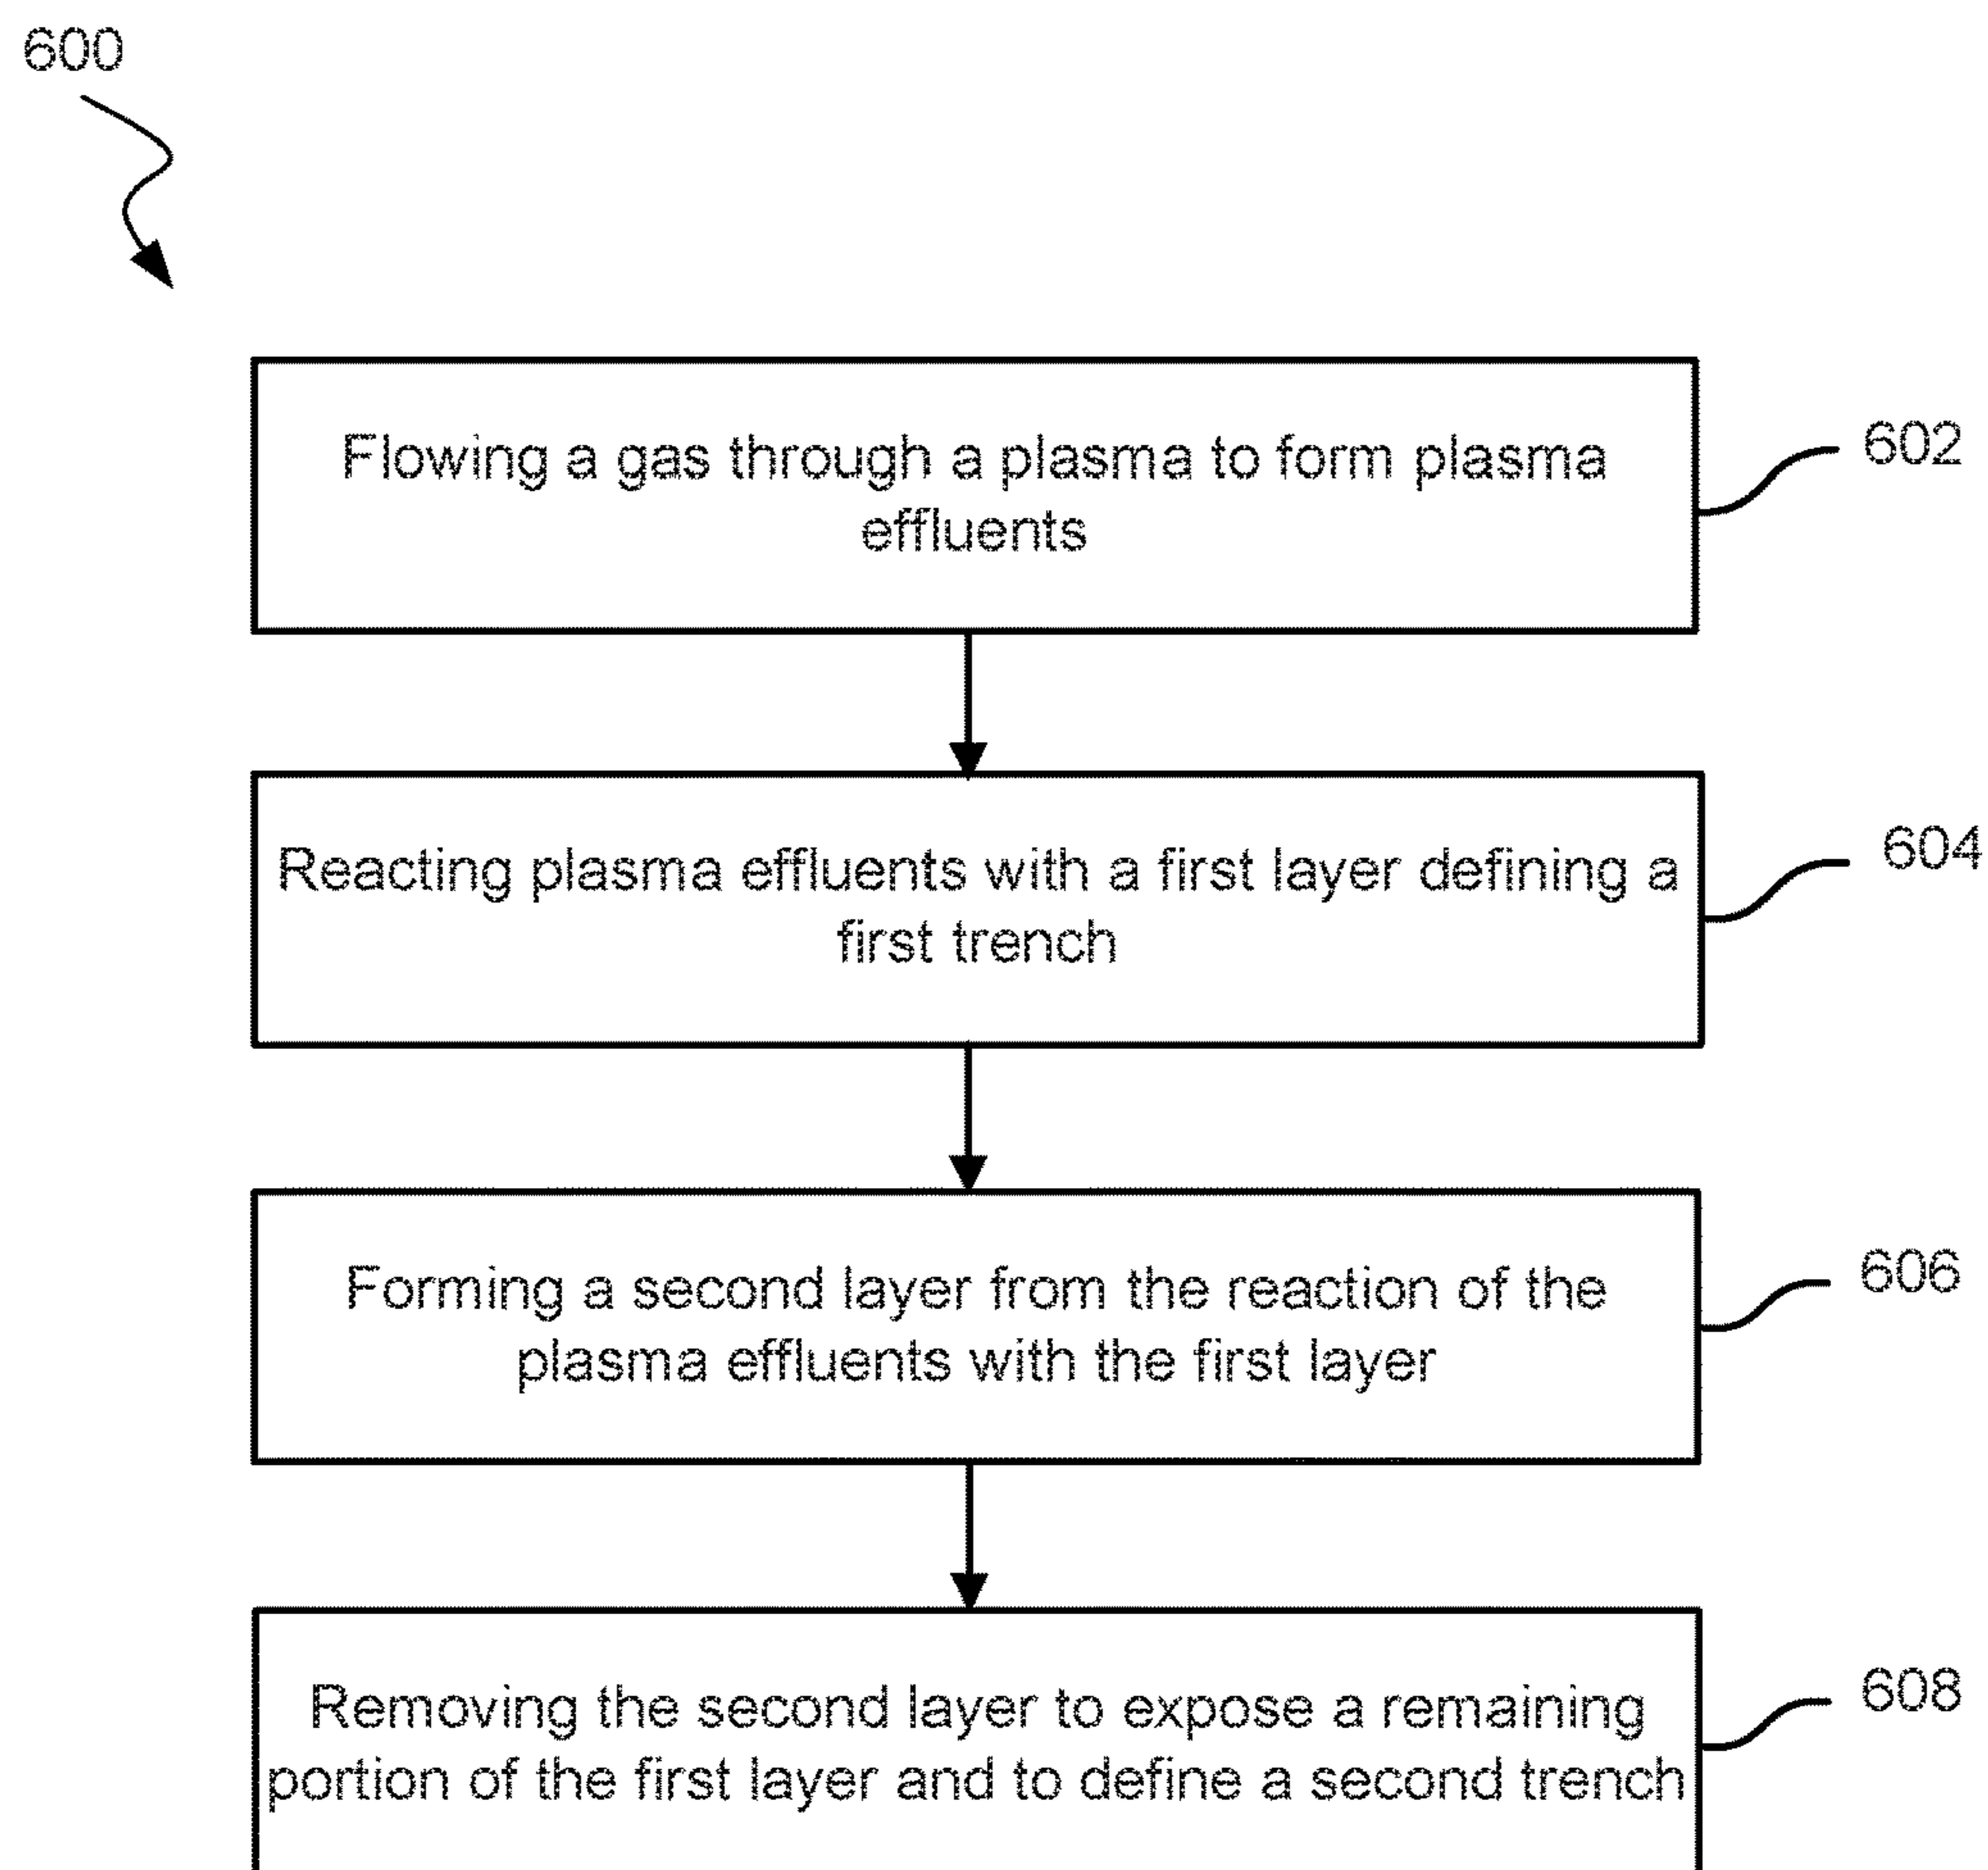 600
Flowing a gas through a plasma to form plasma
effluents
602
Reacting plasma effluents with a first layer defining a
first trench
604
Forming a second layer from the reaction of the
plasma effluents with the first layer
606
Removing the second layer to expose a remaining
portion of the first layer and to define a second trench
608